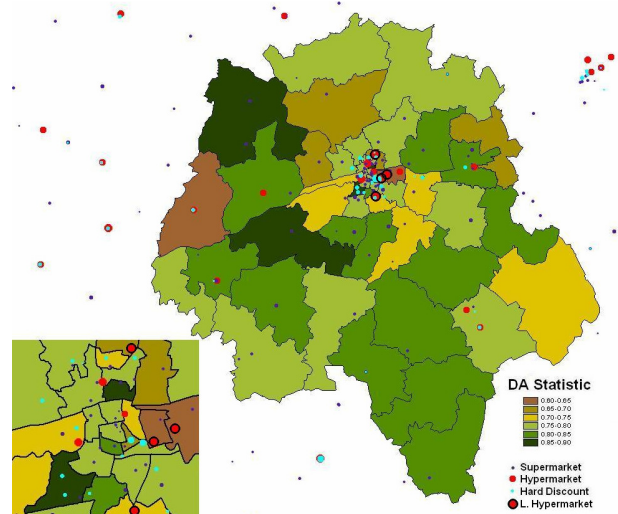 DA Statistic
0.60-0.65
0.65-0.70
0.70-0.75
0.75-0.80
0.80-0.85
0.85-0.90
Supermarket
Hypermarket
Hard Discount
L. Hypermarket